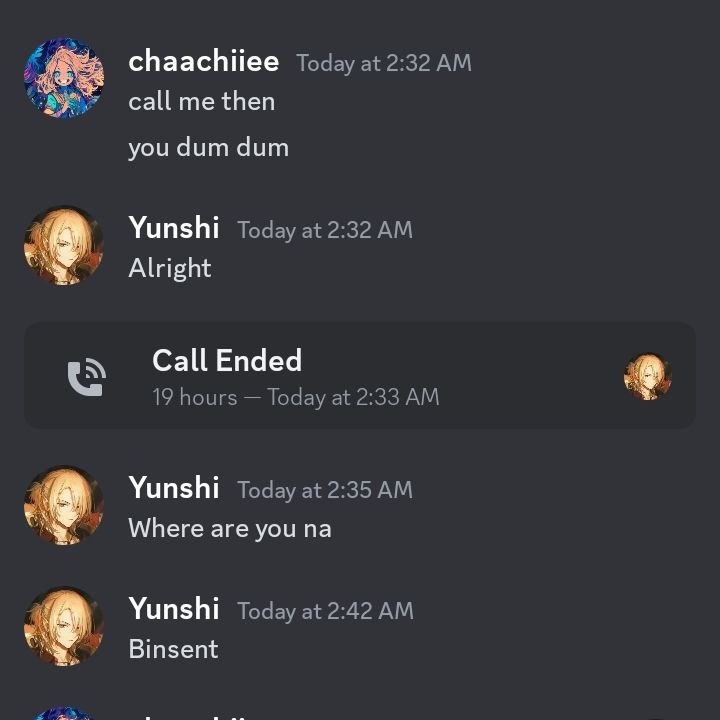 chaachiiee Today at 2:32 AM
call me then
you dum dum
Yunshi Today at 2:32 AM
Alright
Call Ended
19 hours — Today at 2:33 AM
Yunshi Today at 2:35 AM
Where are you na
Yunshi Today at 2:42 AM
Binsent